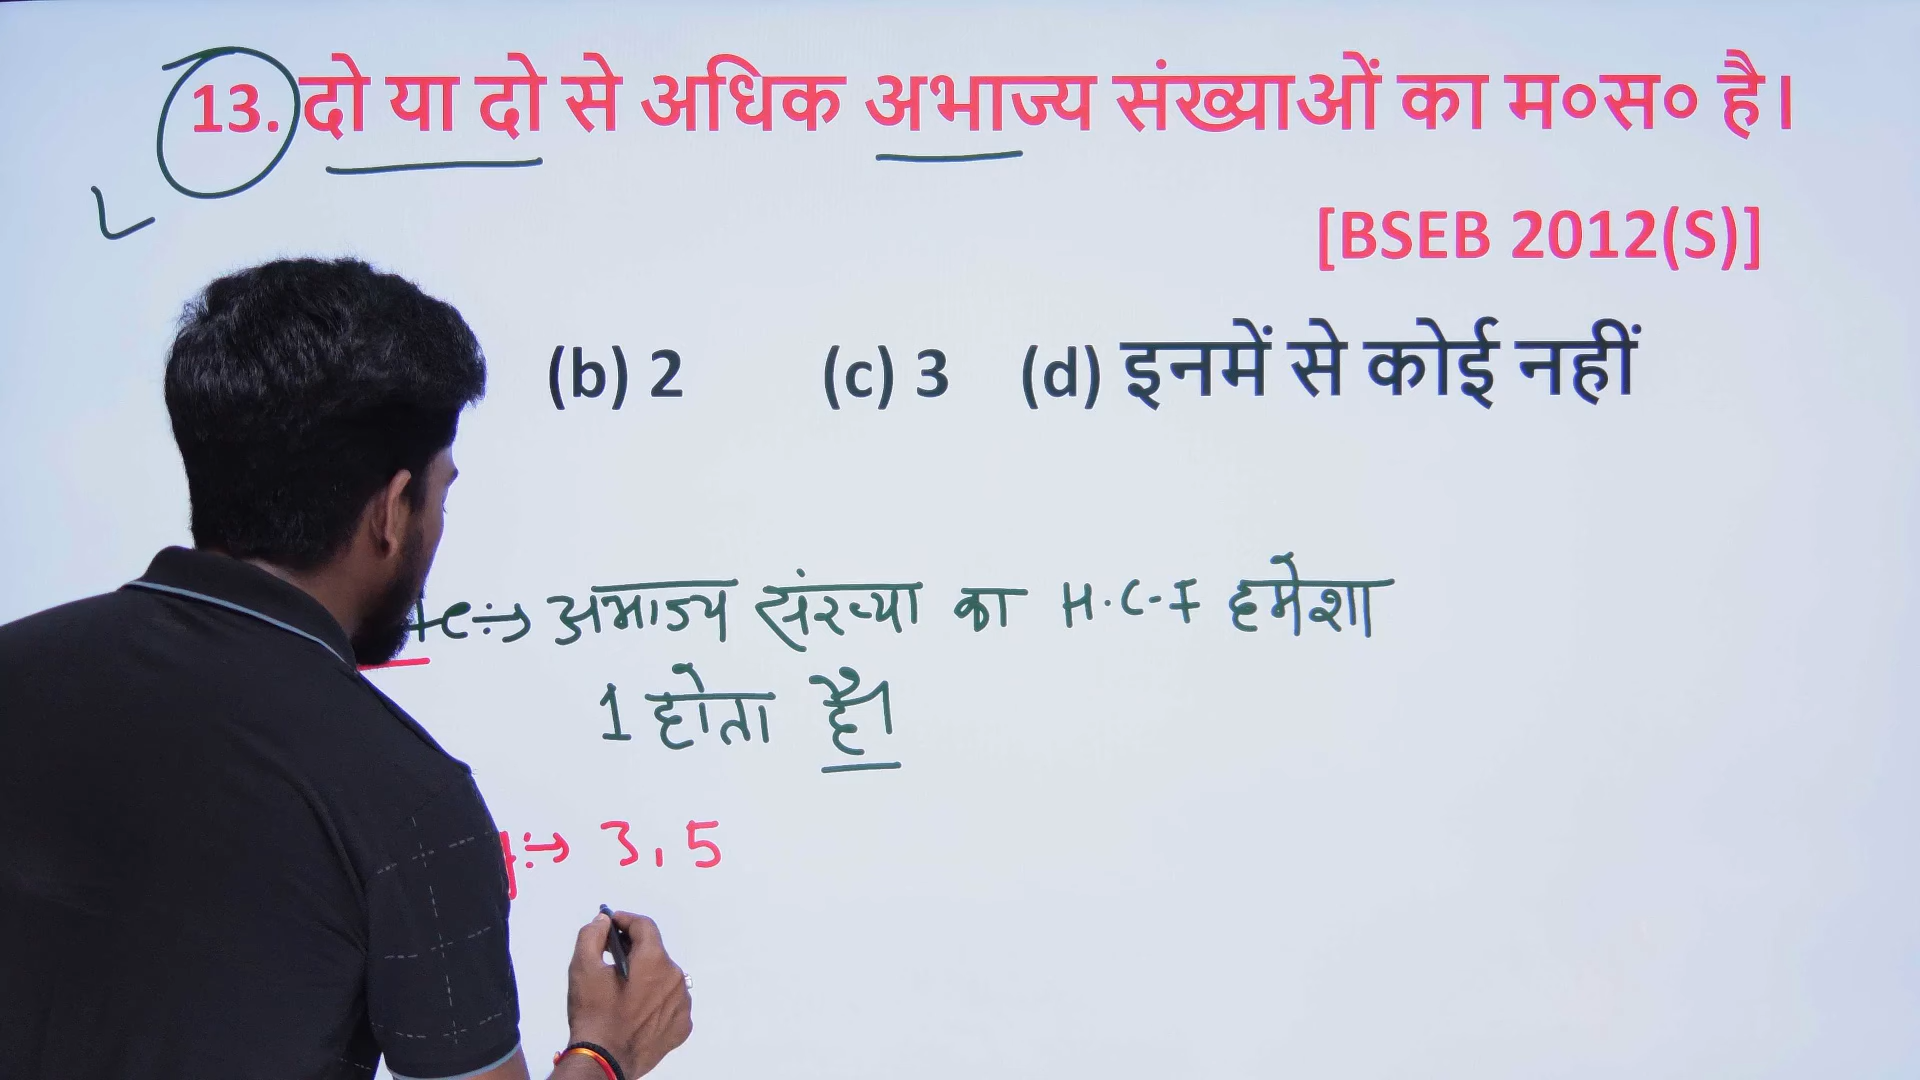 13. दो या दो से अधिक अभाज्य संख्याओं का म०स० है।
[BSEB 2012(S)]
(b) 2 (c) 3 (d) इनमें से कोई नहीं
अभाज्य संख्या का H.C.F हमेशा
1 होता है।
3, 5